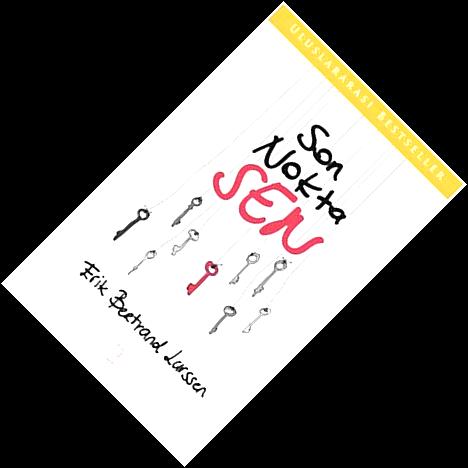 ULUSLARARASI BESTSELLER
Son
Nokta
SEN
Erik Bertrand Larssen